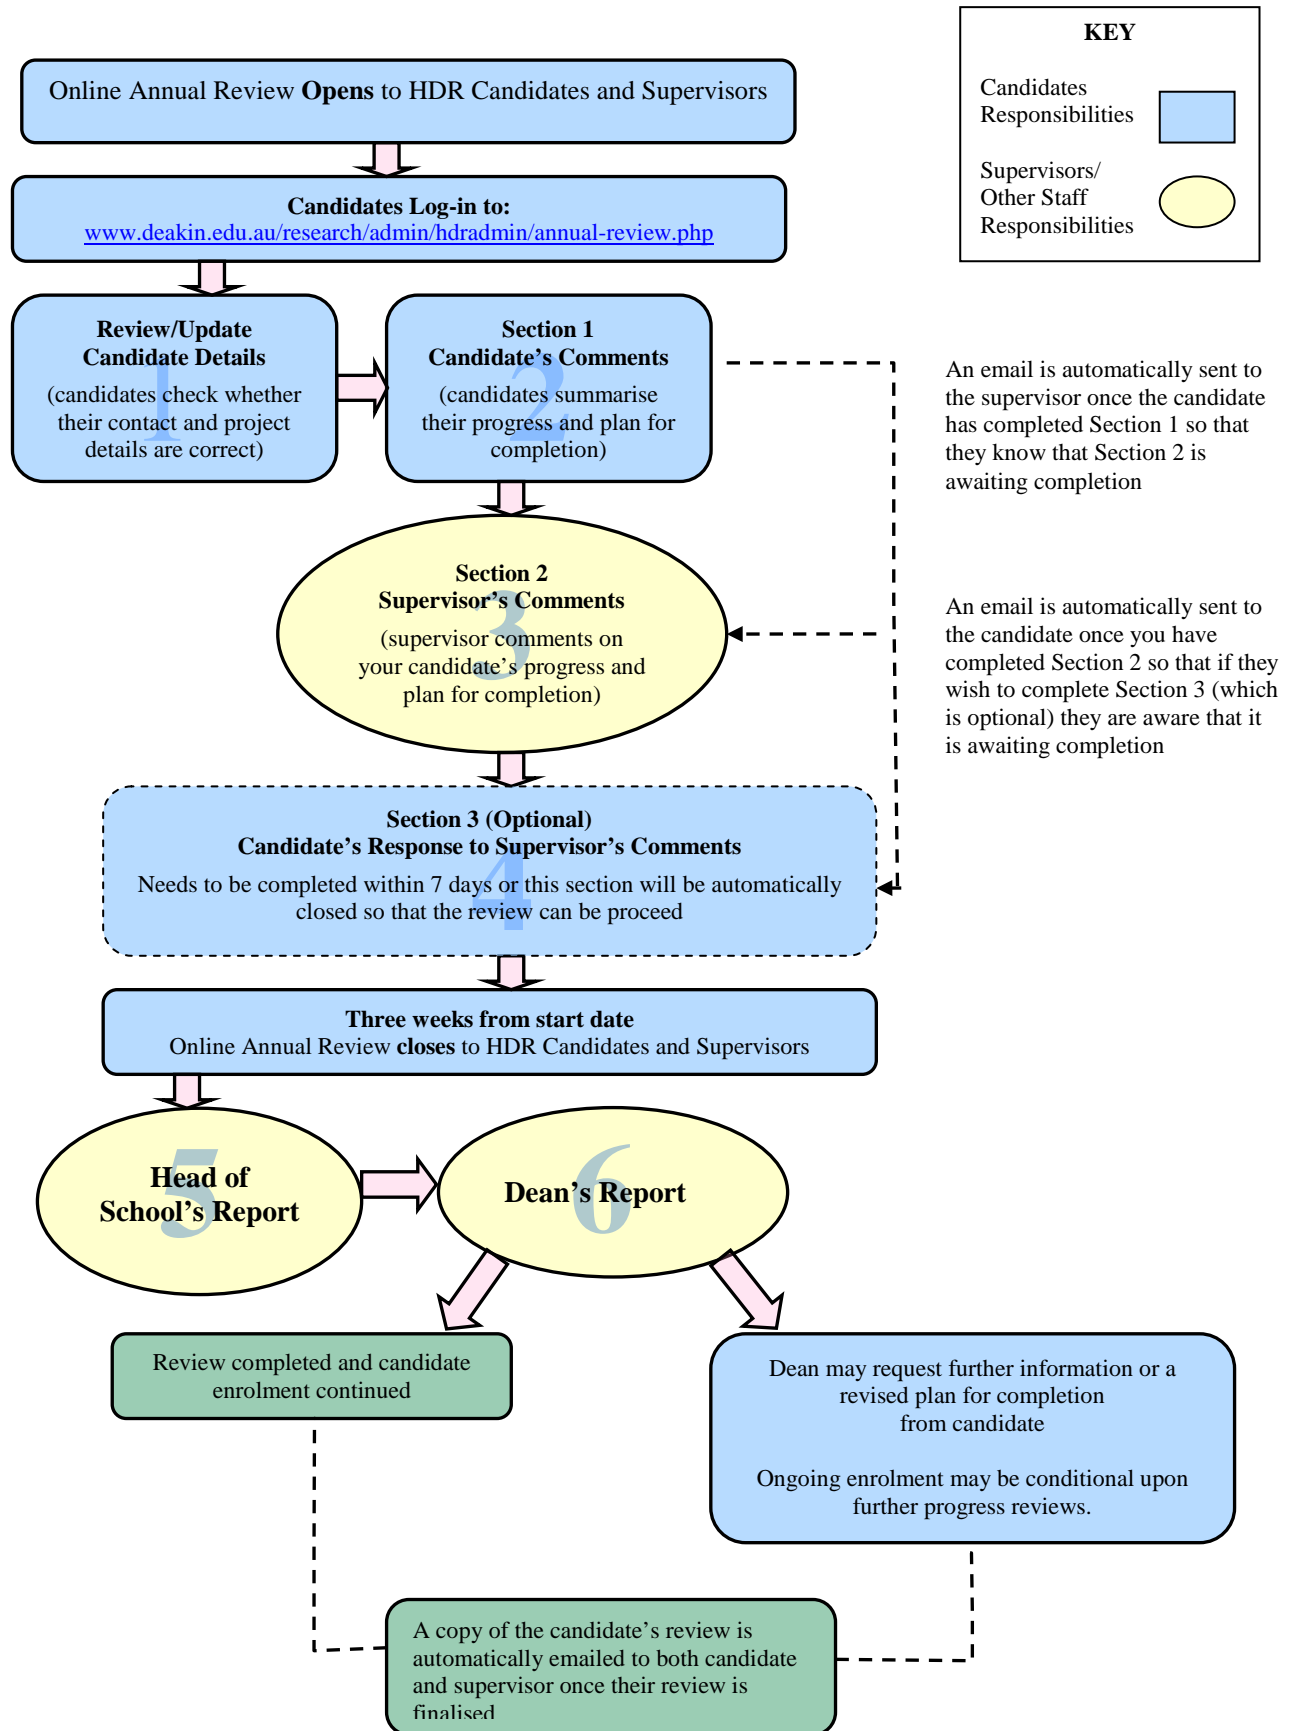 KEY
Candidates
Responsibilities
Supervisors/
Other Staff
Responsibilities
Online Annual Review Opens to HDR Candidates and Supervisors
Candidates Log-in to:
www.deakin.edu.au/research/admin/hdradmin/annual-review.php
1
Review/Update
Candidate Details
(candidates check whether
their contact and project
details are correct)
2
Section 1
Candidate’s Comments
(candidates summarise
their progress and plan for
completion)
An email is automatically sent to
the supervisor once the candidate
has completed Section 1 so that
they know that Section 2 is
awaiting completion
3
Section 2
Supervisor’s Comments
(supervisor comments on
your candidate’s progress and
plan for completion)
An email is automatically sent to
the candidate once you have
completed Section 2 so that if they
wish to complete Section 3 (which
is optional) they are aware that it
is awaiting completion
4
Section 3 (Optional)
Candidate’s Response to Supervisor’s Comments
Needs to be completed within 7 days or this section will be automatically
closed so that the review can be proceed
Three weeks from start date
Online Annual Review closes to HDR Candidates and Supervisors
5
Head of
School’s Report
6
Dean’s Report
Review completed and candidate
enrolment continued
Dean may request further information or a
revised plan for completion
from candidate
Ongoing enrolment may be conditional upon
further progress reviews.
A copy of the candidate’s review is
automatically emailed to both candidate
and supervisor once their review is
finalised